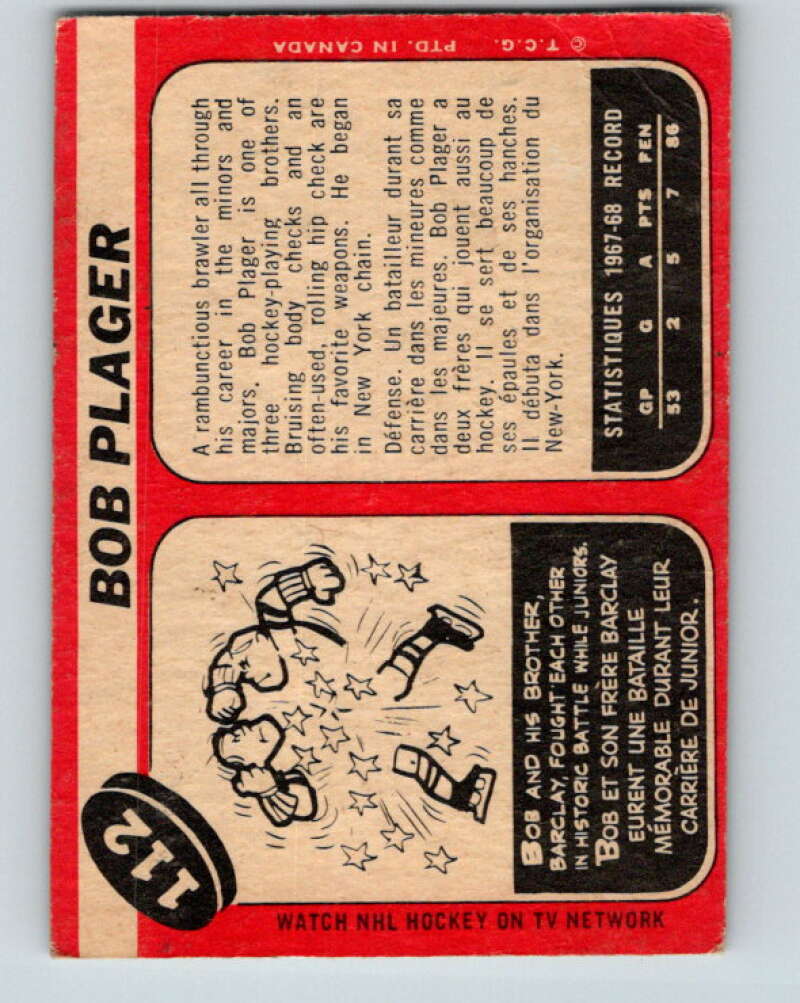 112
BOB PLAGER
BOB AND HIS BROTHER,
BARCLAY, FOUGHT EACH OTHER
IN HISTORIC BATTLE WHILE JUNIORS.
BOB ET SON FRÈRE BARCLAY
EURENT UNE BATAILLE
MÉMORABLE DURANT LEUR
CARRIÈRE DE JUNIOR.
A rambunctious brawler all through
his career in the minors and
majors. Bob Plager is one of
three hockey-playing brothers.
Bruising body checks and an
often-used, rolling hip check are
his favorite weapons. He began
in New York chain.
Défense. Un batailleur durant sa
carrière dans les mineures comme
dans les majeures. Bob Plager a
deux frères qui jouent aussi au
hockey. Il se sert beaucoup de
ses épaules et de ses hanches.
Il débuta dans l'organisation du
New-York.
STATISTIQUES 1967-68 RECORD
GP G A PTS PEN
53 2 5 7 86
WATCH NHL HOCKEY ON TV NETWORK
© T.C.G. PTD. IN CANADA